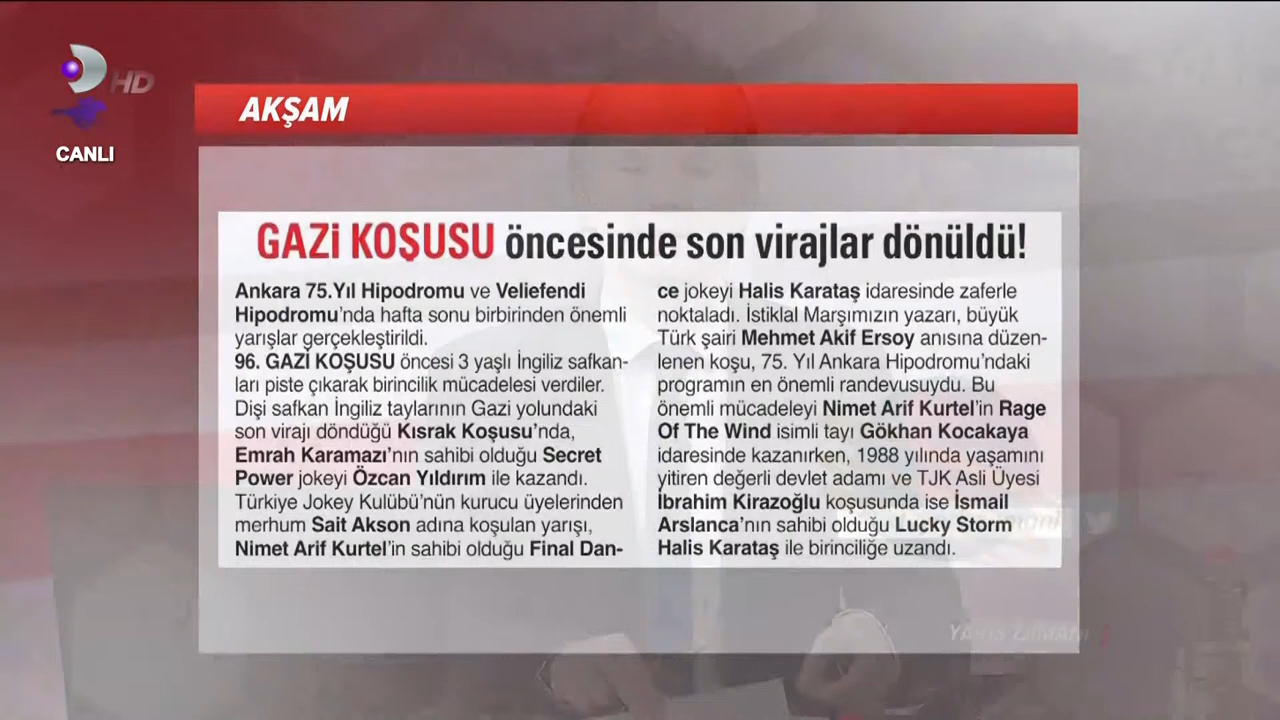 HD
CANLI
AKŞAM
GAZİ KOŞUSU öncesinde son virajlar dönüldü!
Ankara 75.Yıl Hipodromu ve Veliefendi
Hipodromu'nda hafta sonu birbirinden önemli
yarışlar gerçekleştirildi.
96. GAZİ KOŞUSU öncesi 3 yaşlı İngiliz safkan-
ları piste çıkarak birincilik mücadelesi verdiler.
Dişi safkan İngiliz taylarının Gazi yolundaki
son virajı döndüğü Kısrak Koşusu'nda,
Emrah Karamazı'nın sahibi olduğu Secret
Power jokeyi Özcan Yıldırım ile kazandı.
Türkiye Jokey Kulübü'nün kurucu üyelerinden
merhum Sait Akson adına koşulan yarışı,
Nimet Arif Kurtel'in sahibi olduğu Final Dan-
ce jokeyi Halis Karataş idaresinde zaferle
noktaladı. İstiklal Marşımızın yazarı, büyük
Türk şairi Mehmet Akif Ersoy anısına düzen-
lenen koşu, 75. Yıl Ankara Hipodromu'ndaki
programın en önemli randevusuydu. Bu
önemli mücadeleyi Nimet Arif Kurtel'in Rage
Of The Wind isimli tayı Gökhan Kocakaya
idaresinde kazanırken, 1988 yılında yaşamını
yitiren değerli devlet adamı ve TJK Asli Üyesi
İbrahim Kirazoğlu koşusunda ise İsmail
Arslanca'nın sahibi olduğu Lucky Storm
Halis Karataş ile birinciliğe uzandı.
YARIŞ ZAMANI